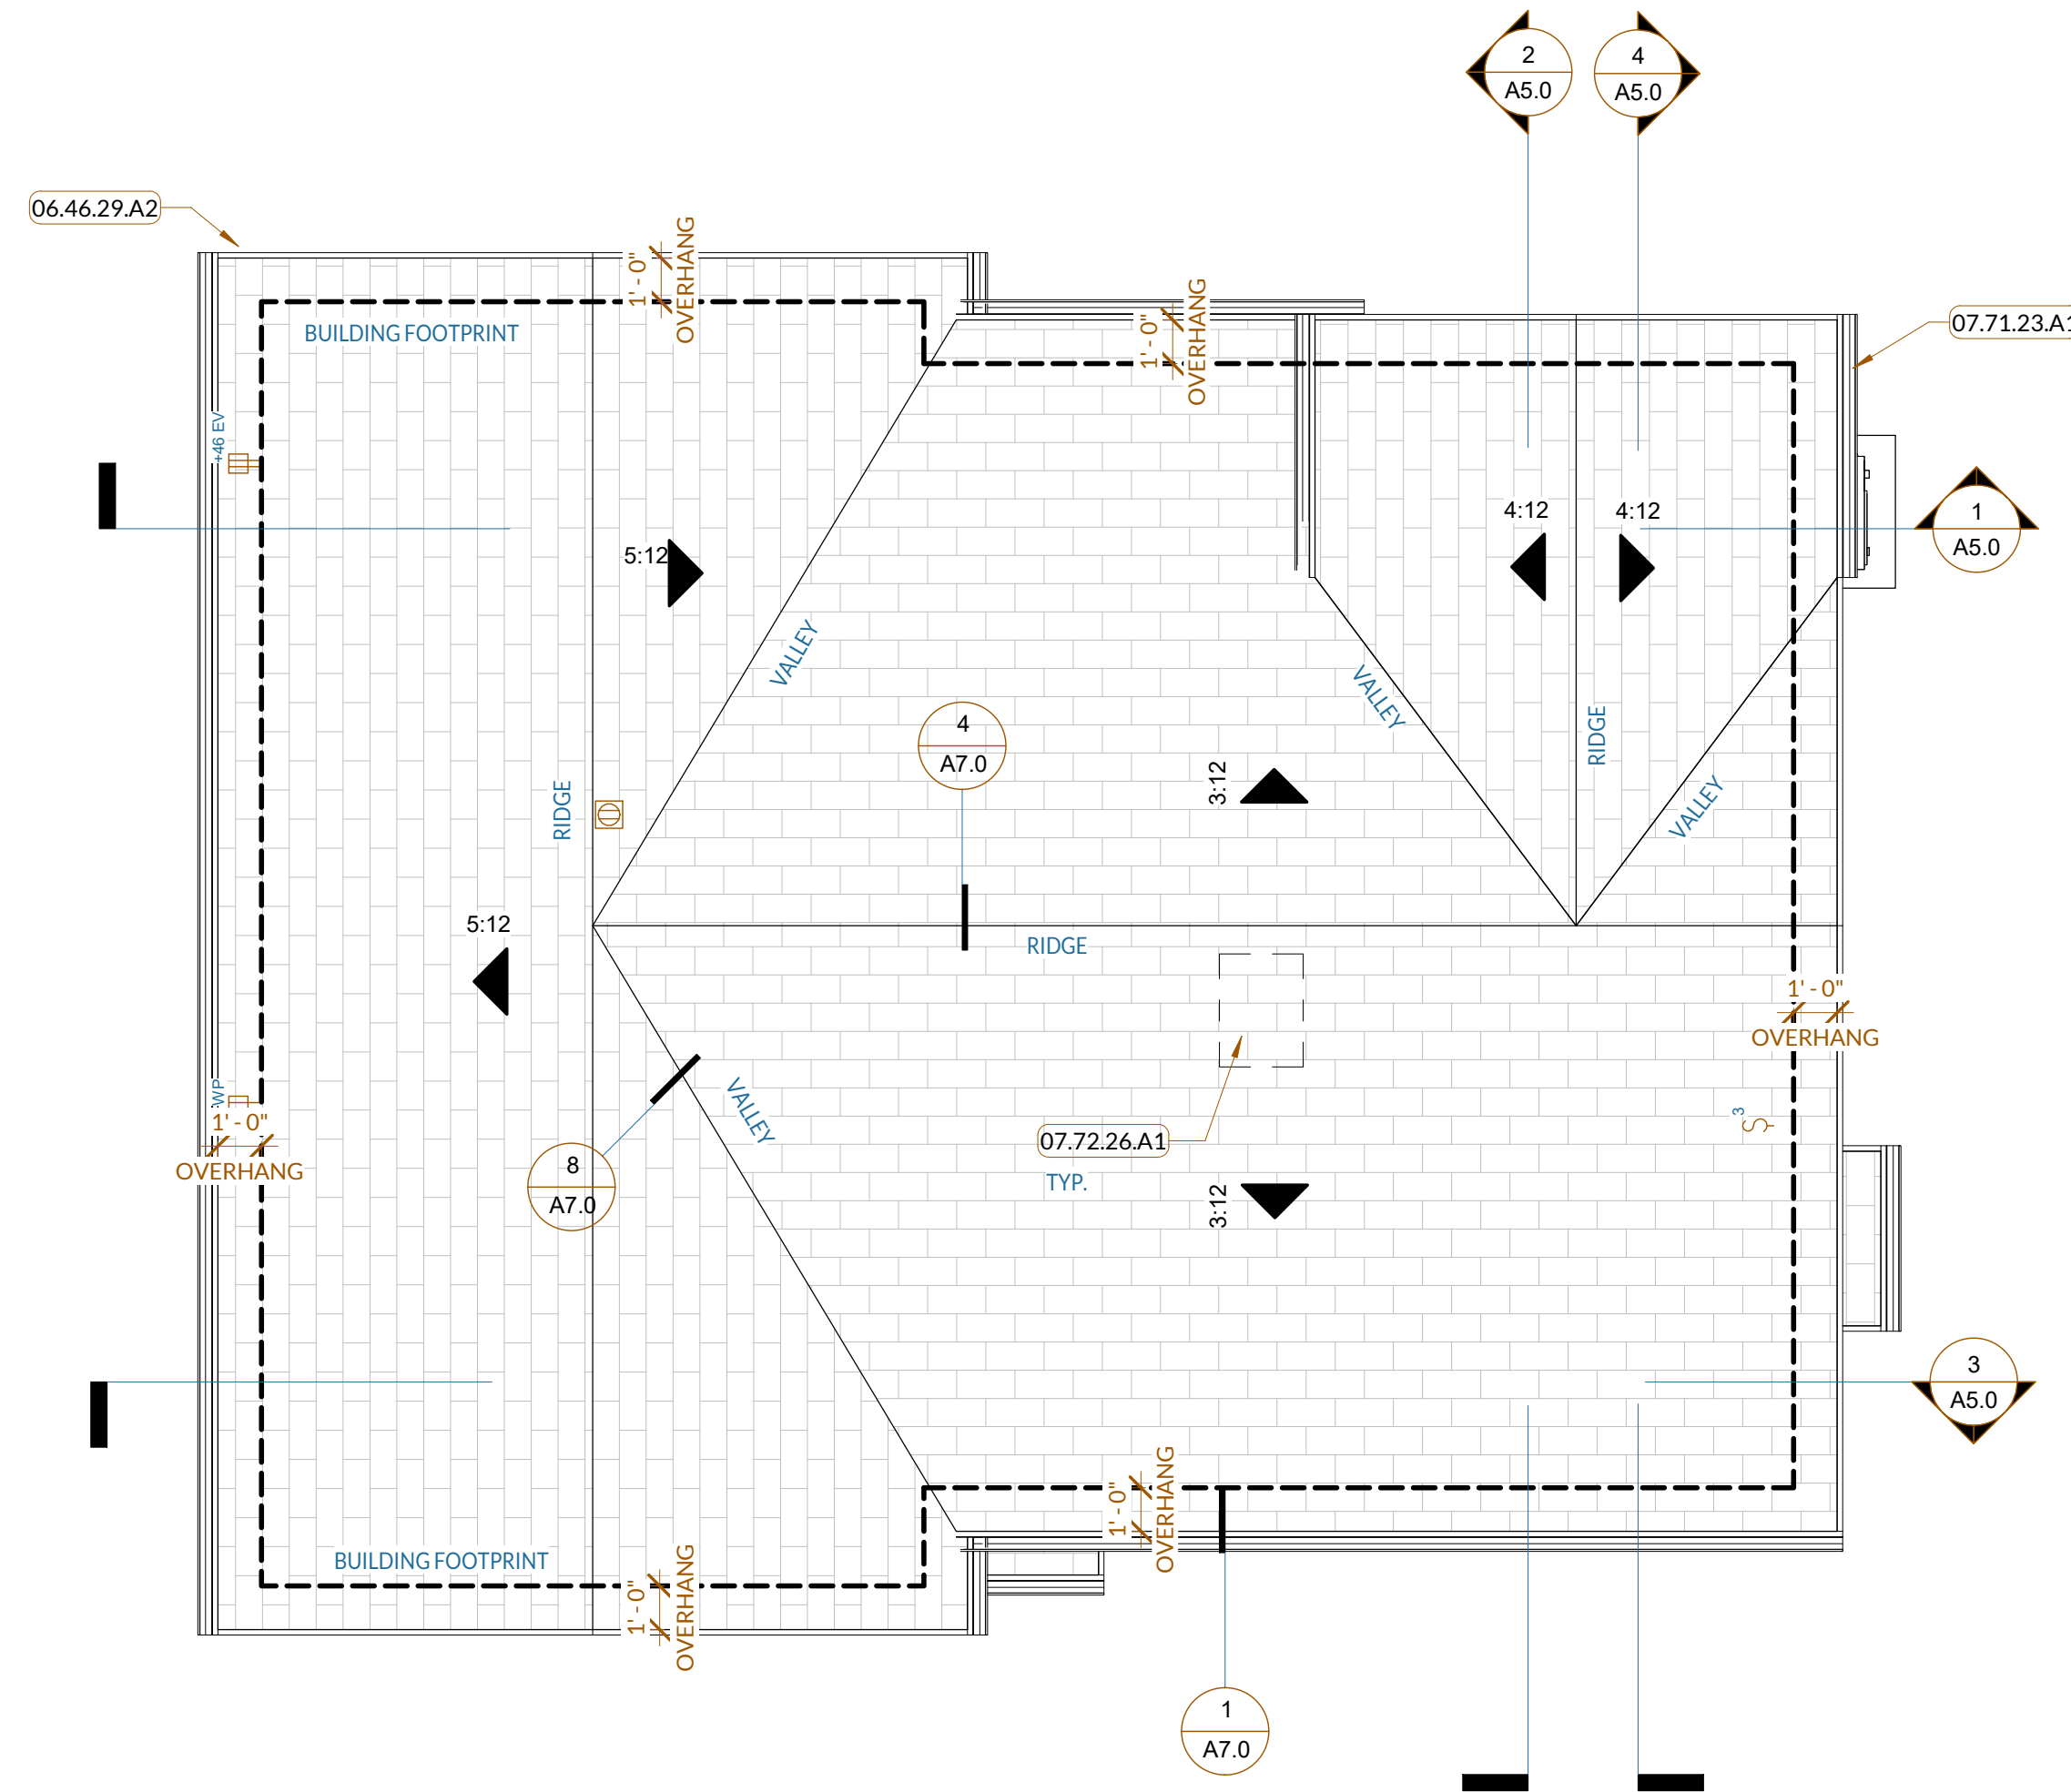 2
A5.0
4
A5.0
06.46.29.A2
1' - 0"
OVERHANG
1' - 0"
OVERHANG
07.71.23.A1
BUILDING FOOTPRINT
+46 EV
4:12
4:12
1
A5.0
5:12
VALLEY
VALLEY
RIDGE
4
A7.0
3:12
RIDGE
VALLEY
5:12
RIDGE
1' - 0"
OVERHANG
WP
1' - 0"
OVERHANG
VALLEY
07.72.26.A1
TYP.
3
S
8
A7.0
3:12
3
A5.0
1' - 0"
OVERHANG
BUILDING FOOTPRINT
1' - 0"
OVERHANG
1
A7.0